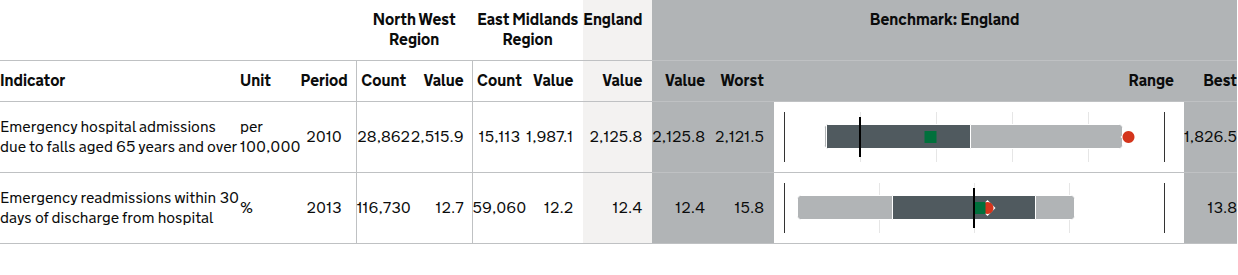 North West East Midlands England Benchmark: England
Region Region
Indicator Unit Period Count Value Count Value Value Value Worst Range Best
Emergency hospital admissions per
due to falls aged 65 years and over 100,000 2010 28,862 2,515.9 15,113 1,987.1 2,125.8 2,125.8 2,121.5 1,826.5
Emergency readmissions within 30
days of discharge from hospital % 2013 116,730 12.7 59,060 12.2 12.4 12.4 15.8 13.8